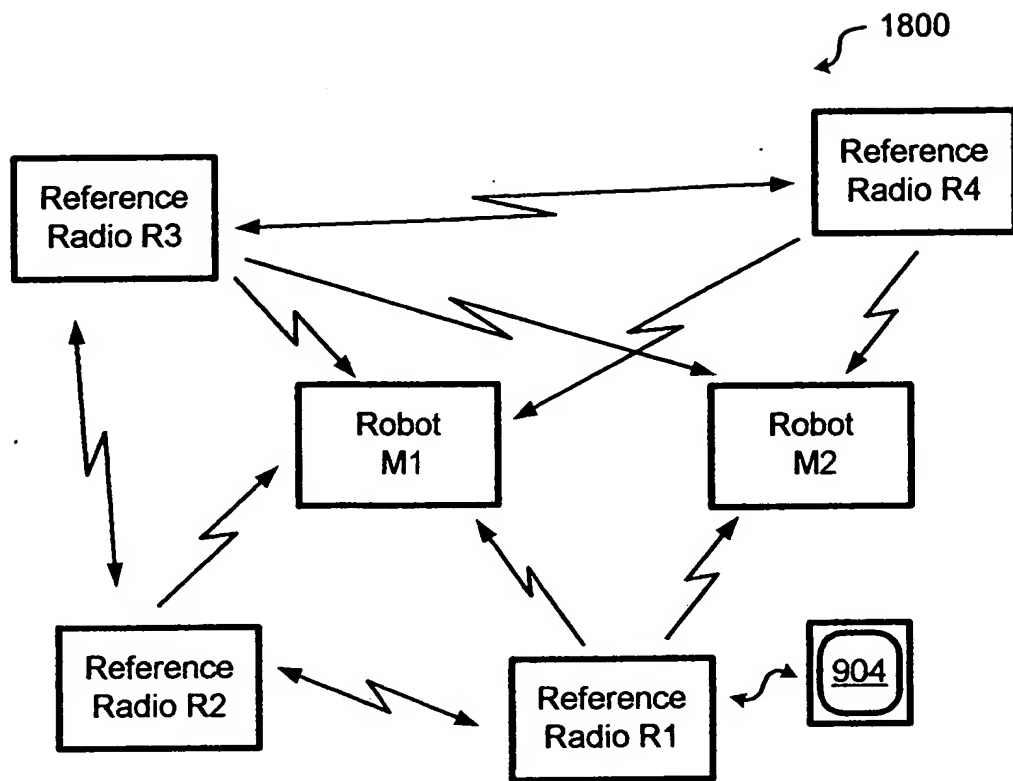 1800
Reference
Radio R4
Reference
Radio R3
Robot
M1
Robot
M2
Reference
Radio R2
Reference
Radio R1
904